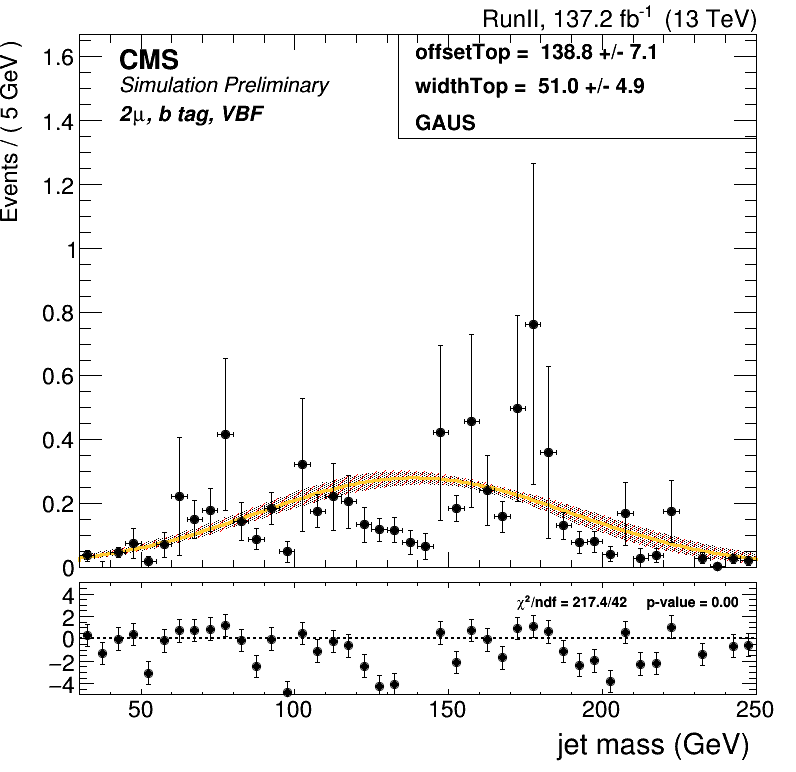 RunII, 137.2 fb⁻¹ (13 TeV)
CMS
Simulation Preliminary
2μ, b tag, VBF
offsetTop = 138.8 +/- 7.1
widthTop = 51.0 +/- 4.9
GAUS
Events / ( 5 GeV )
1.6
1.4
1.2
1
0.8
0.6
0.4
0.2
0
χ²/ndf = 217.4/42 p-value = 0.00
4
2
0
−2
−4
50 100 150 200 250
jet mass (GeV)